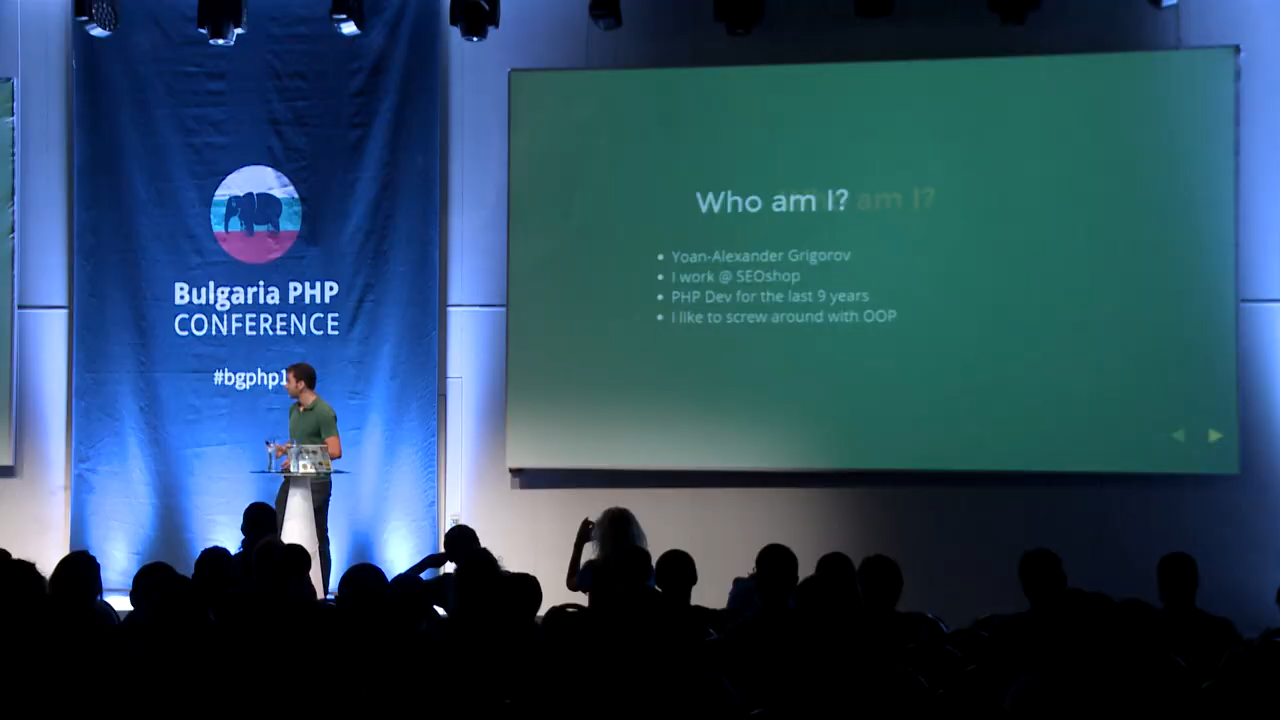 Bulgaria PHP
CONFERENCE
#bgphp1
Who am I? am I?
Yoan-Alexander Grigorov
I work @ SEOshop
PHP Dev for the last 9 years
I like to screw around with OOP